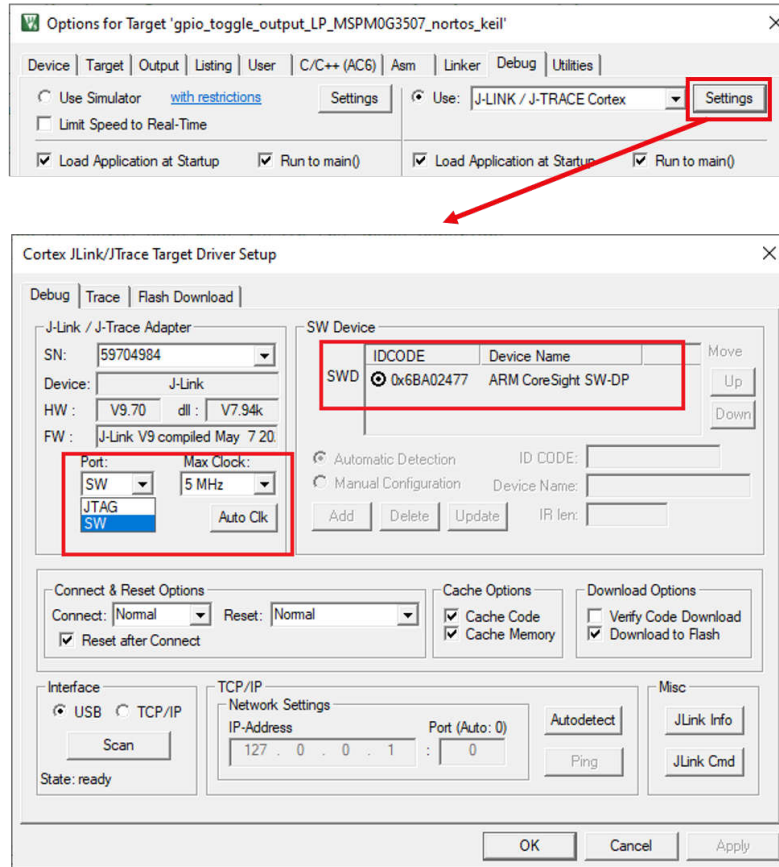 Options for Target 'gpio_toggle_output_LP_MSPM0G3507_nortos_keil'
Device | Target | Output | Listing | User | C/C++ (AC6) | Asm | Linker | Debug | Utilities
Use Simulator with restrictions Settings Use: J-LINK / J-TRACE Cortex Settings
Limit Speed to Real-Time
Load Application at Startup Run to main() Load Application at Startup Run to main()
Cortex JLink/JTrace Target Driver Setup
Debug | Trace | Flash Download
J-Link / J-Trace Adapter
SN: 59704984
Device: J-Link
HW : V9.70 dll : V7.94k
FW : J-Link V9 compiled May 7 20
Port: Max Clock:
SW 5 MHz
JTAG
SW
Auto Clk
SW Device
IDCODE Device Name
SWD 0x6BA02477 ARM CoreSight SW-DP
Move
Up
Down
Automatic Detection ID CODE:
Manual Configuration Device Name:
Add Delete Update IR len:
Connect & Reset Options
Connect: Normal Reset: Normal
Reset after Connect
Cache Options
Cache Code
Cache Memory
Download Options
Verify Code Download
Download to Flash
Interface
USB TCP/IP
Scan
State: ready
TCP/IP
Network Settings
IP-Address Port (Auto: 0)
127 . 0 . 0 . 1 : 0
Autodetect
Ping
Misc
JLink Info
JLink Cmd
OK Cancel Apply